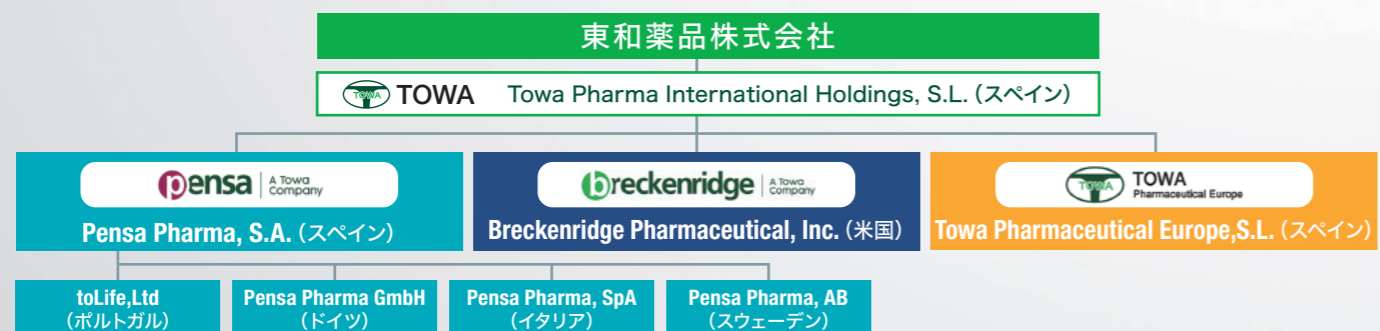 東和薬品株式会社
TOWA TOWA Towa Pharma International Holdings, S.L.（スペイン）
pensa A Towa Company
Pensa Pharma, S.A.（スペイン）
breckenridge A Towa Company
Breckenridge Pharmaceutical, Inc.（米国）
TOWA TOWA Pharmaceutical Europe
Towa Pharmaceutical Europe,S.L.（スペイン）
toLife,Ltd
（ポルトガル）
Pensa Pharma GmbH
（ドイツ）
Pensa Pharma, SpA
（イタリア）
Pensa Pharma, AB
（スウェーデン）